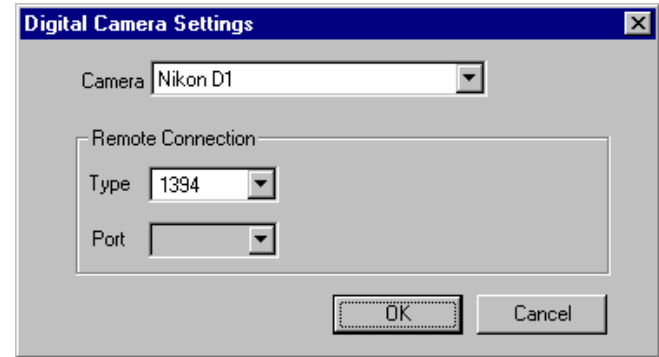 Digital Camera Settings
Camera Nikon D1
Remote Connection
Type 1394
Port
OK Cancel